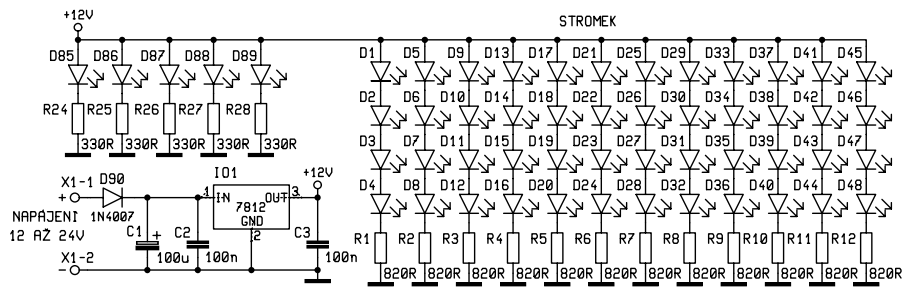 +12V
STROMEK
D85 D86 D87 D88 D89
D1 D5 D9 D13 D17 D21 D25 D29 D33 D37 D41 D45
D2 D6 D10 D14 D18 D22 D26 D30 D34 D38 D42 D46
R24 R25 R26 R27 R28
330R 330R 330R 330R 330R
D3 D7 D11 D15 D19 D23 D27 D31 D35 D39 D43 D47
D4 D8 D12 D16 D20 D24 D28 D32 D36 D40 D44 D48
R1 R2 R3 R4 R5 R6 R7 R8 R9 R10 R11 R12
820R 820R 820R 820R 820R 820R 820R 820R 820R 820R 820R 820R
X1-1 D90 IO1 +12V
+ 1 IN OUT 3
1N4007 7812
GND
NAPÁJENÍ
12 AŽ 24V
C1 + C2 2 C3
100u 100n 100n
X1-2
-